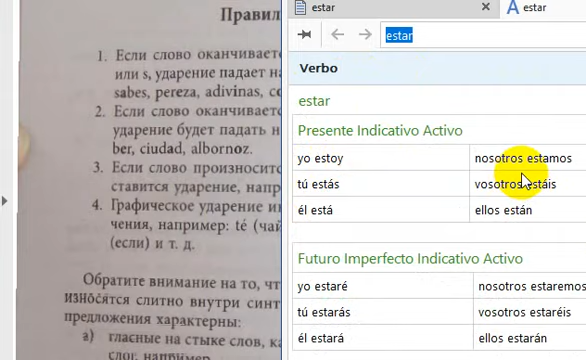 Правил
1. Если слово оканчивает
или s, ударение падает на
sabes, pereza, adivinas, ce
2. Если слово оканчивает
ударение будет падать н
ber, ciudad, albornoz.
3. Если слово произносит
ставится ударение, напр
4. Графическое ударение
чения, например: té (чай
(если) и т. д.
Обратите внимание на то, чт
износятся слитно внутри синт
предложения характерны:
а) гласные на стыке слов, ка
слог, например
estar
estar
estar
Verbo
estar
Presente Indicativo Activo
yo estoy nosotros estamos
tú estás vosotros estáis
él está ellos están
Futuro Imperfecto Indicativo Activo
yo estaré nosotros estaremos
tú estarás vosotros estaréis
él estará ellos estarán